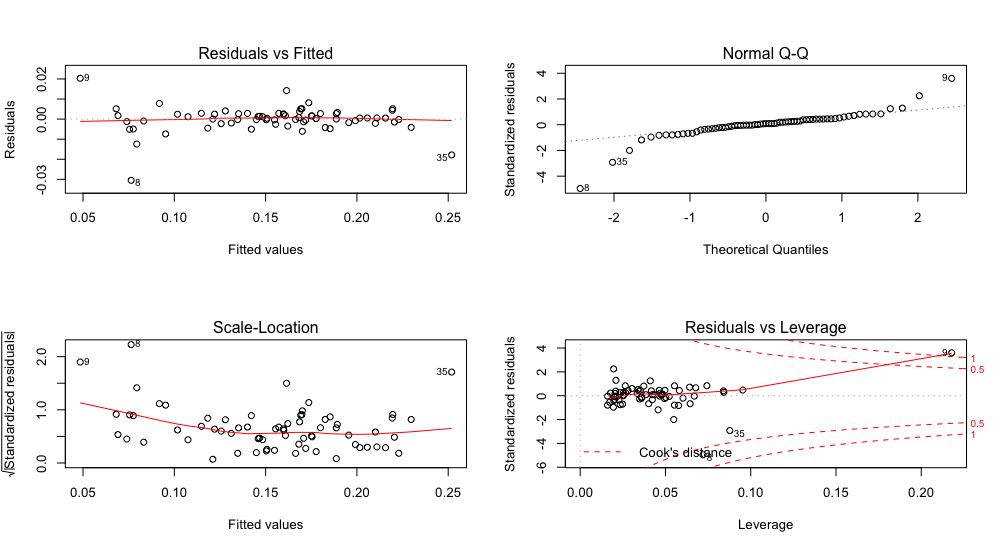 Residuals vs Fitted
Residuals
0.02
0.00
-0.03
9
8
35
0.05 0.10 0.15 0.20 0.25
Fitted values
Normal Q-Q
Standardized residuals
4
2
0
-2
-4
9
35
8
-2 -1 0 1 2
Theoretical Quantiles
Scale-Location
√|Standardized residuals|
2.0
1.0
0.0
9
8
35
0.05 0.10 0.15 0.20 0.25
Fitted values
Residuals vs Leverage
Standardized residuals
4
2
0
-2
-4
-6
9
35
8
1
0.5
0.5
1
Cook's distance
0.00 0.05 0.10 0.15 0.20
Leverage